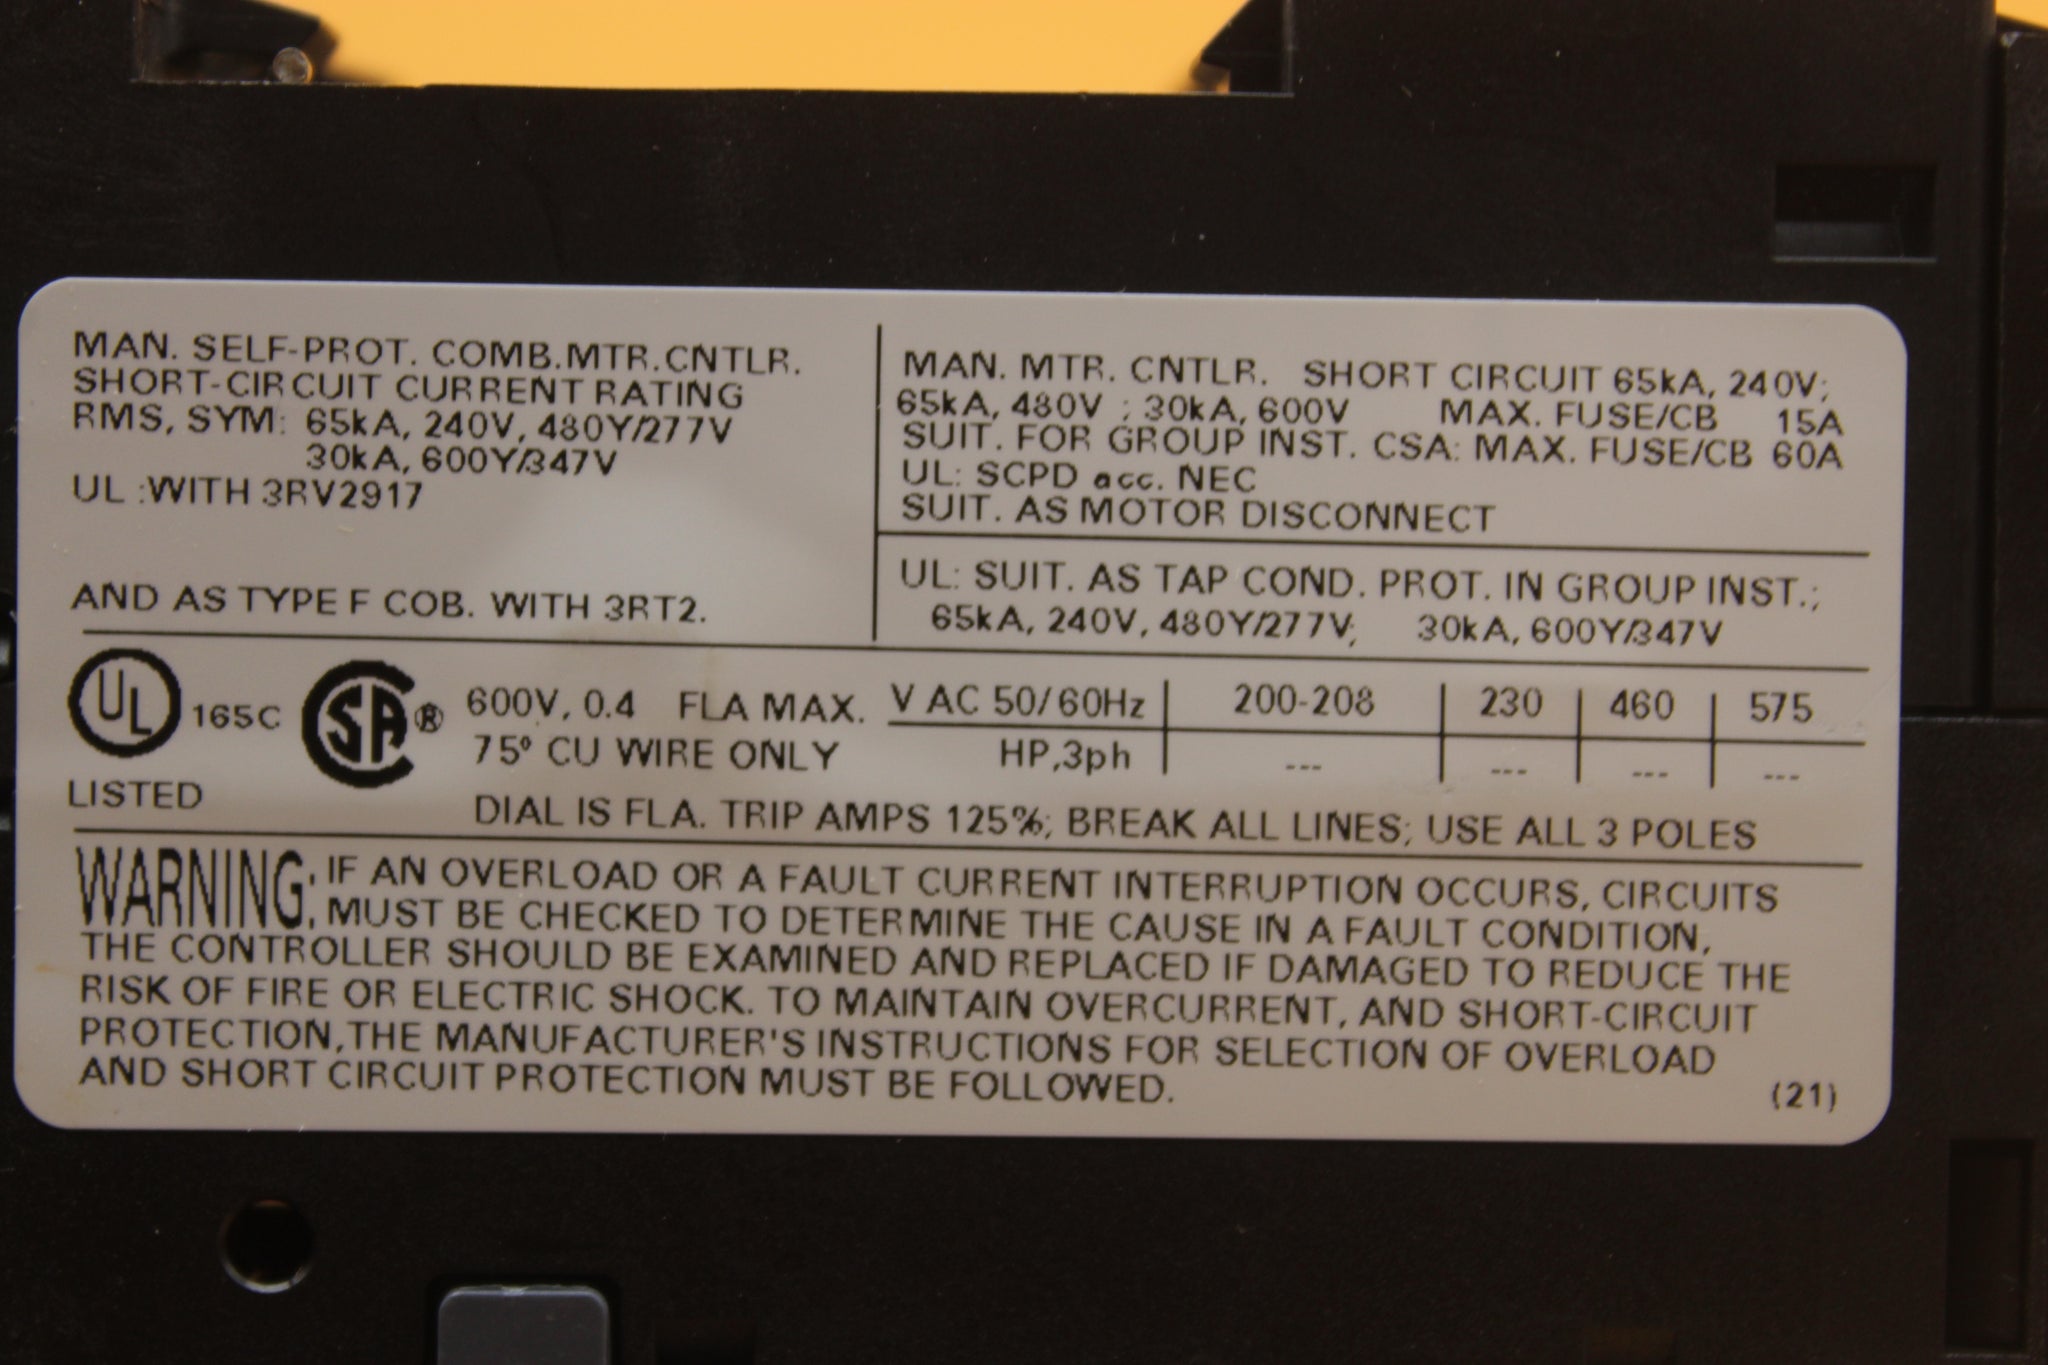 MAN. SELF-PROT. COMB.MTR.CNTLR.
SHORT-CIRCUIT CURRENT RATING
RMS, SYM: 65kA, 240V, 480Y/277V
30kA, 600Y/347V
UL :WITH 3RV2917
AND AS TYPE F COB. WITH 3RT2.
MAN. MTR. CNTLR. SHORT CIRCUIT 65kA, 240V;
65kA, 480V ; 30kA, 600V MAX. FUSE/CB 15A
SUIT. FOR GROUP INST. CSA: MAX. FUSE/CB 60A
UL: SCPD acc. NEC
SUIT. AS MOTOR DISCONNECT
UL: SUIT. AS TAP COND. PROT. IN GROUP INST.;
65kA, 240V, 480Y/277V; 30kA, 600Y/347V
UL 165C SA ® 600V, 0.4 FLA MAX. V AC 50/60Hz 200-208 230 460 575
75° CU WIRE ONLY HP,3ph --- --- --- ---
LISTED
DIAL IS FLA. TRIP AMPS 125%; BREAK ALL LINES; USE ALL 3 POLES
WARNING: IF AN OVERLOAD OR A FAULT CURRENT INTERRUPTION OCCURS, CIRCUITS
MUST BE CHECKED TO DETERMINE THE CAUSE IN A FAULT CONDITION,
THE CONTROLLER SHOULD BE EXAMINED AND REPLACED IF DAMAGED TO REDUCE THE
RISK OF FIRE OR ELECTRIC SHOCK. TO MAINTAIN OVERCURRENT, AND SHORT-CIRCUIT
PROTECTION,THE MANUFACTURER'S INSTRUCTIONS FOR SELECTION OF OVERLOAD
AND SHORT CIRCUIT PROTECTION MUST BE FOLLOWED.
(21)